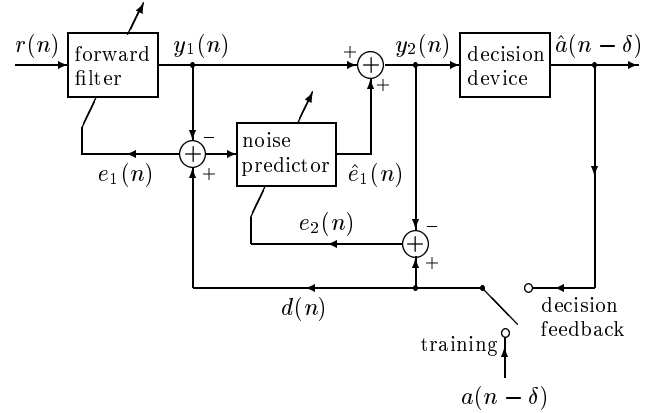 r(n)
forward
filter
y₁(n)
+
+
+
y₂(n)
decision
device
â(n − δ)
−
+
+
noise
predictor
e₁(n)
ê₁(n)
e₂(n)
−
+
+
d(n)
decision
feedback
training
a(n − δ)